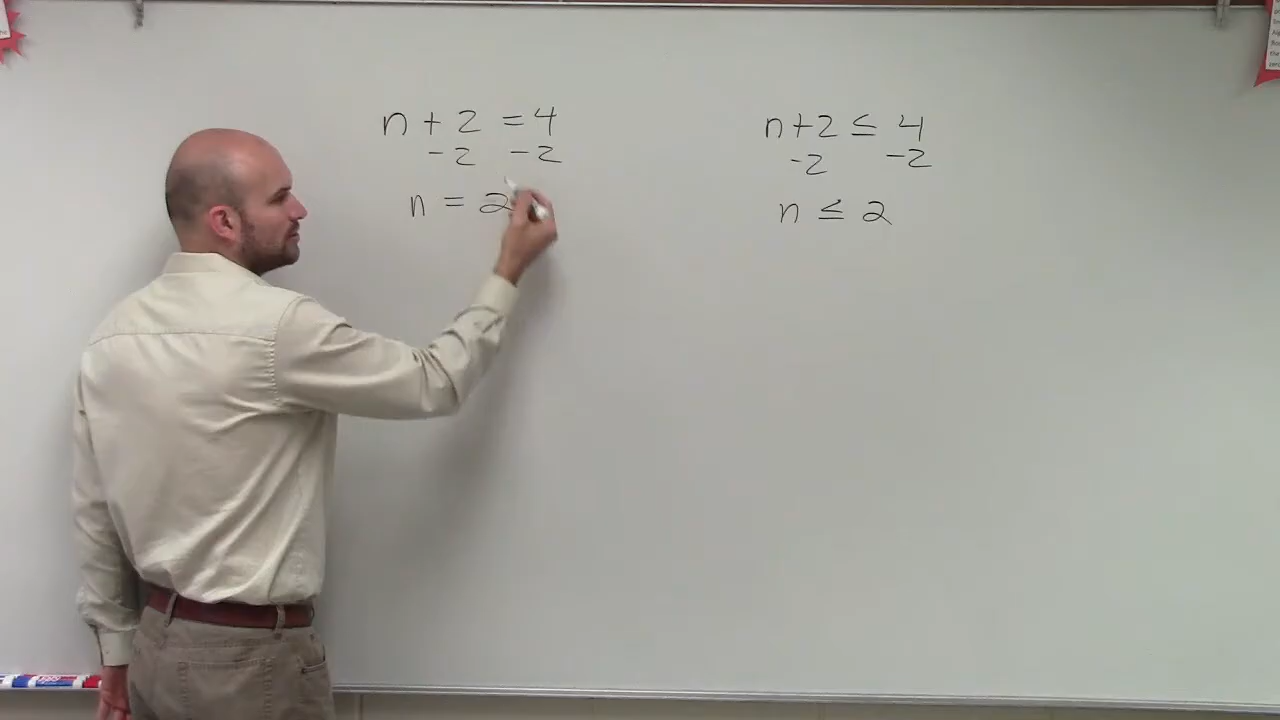 n + 2 = 4
-2 -2
n = 2
n+2 ≤ 4
-2 -2
n ≤ 2